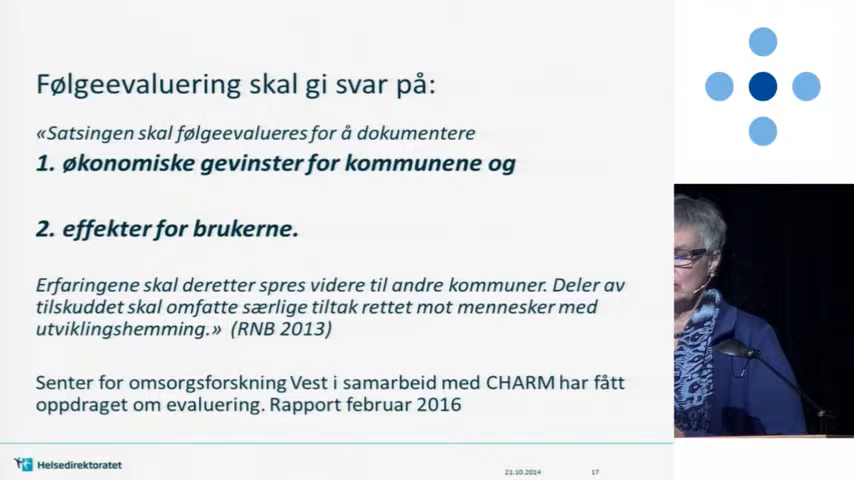 Følgeevaluering skal gi svar på:
«Satsingen skal følgeevalueres for å dokumentere
1. økonomiske gevinster for kommunene og
2. effekter for brukerne.
Erfaringene skal deretter spres videre til andre kommuner. Deler av
tilskuddet skal omfatte særlige tiltak rettet mot mennesker med
utviklingshemming.» (RNB 2013)
Senter for omsorgsforskning Vest i samarbeid med CHARM har fått
oppdraget om evaluering. Rapport februar 2016
Helsedirektoratet
21.10.2014
17